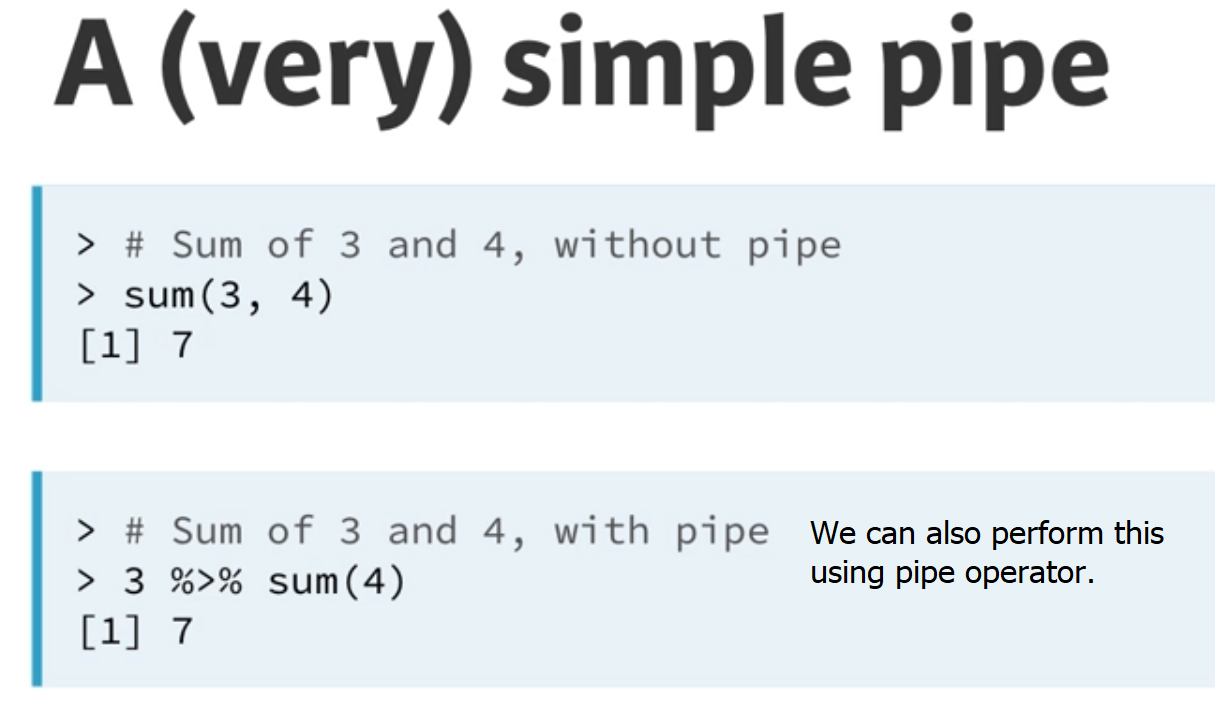 A (very) simple pipe
> # Sum of 3 and 4, without pipe
> sum(3, 4)
[1] 7
> # Sum of 3 and 4, with pipe
> 3 %>% sum(4)
[1] 7
We can also perform this
using pipe operator.